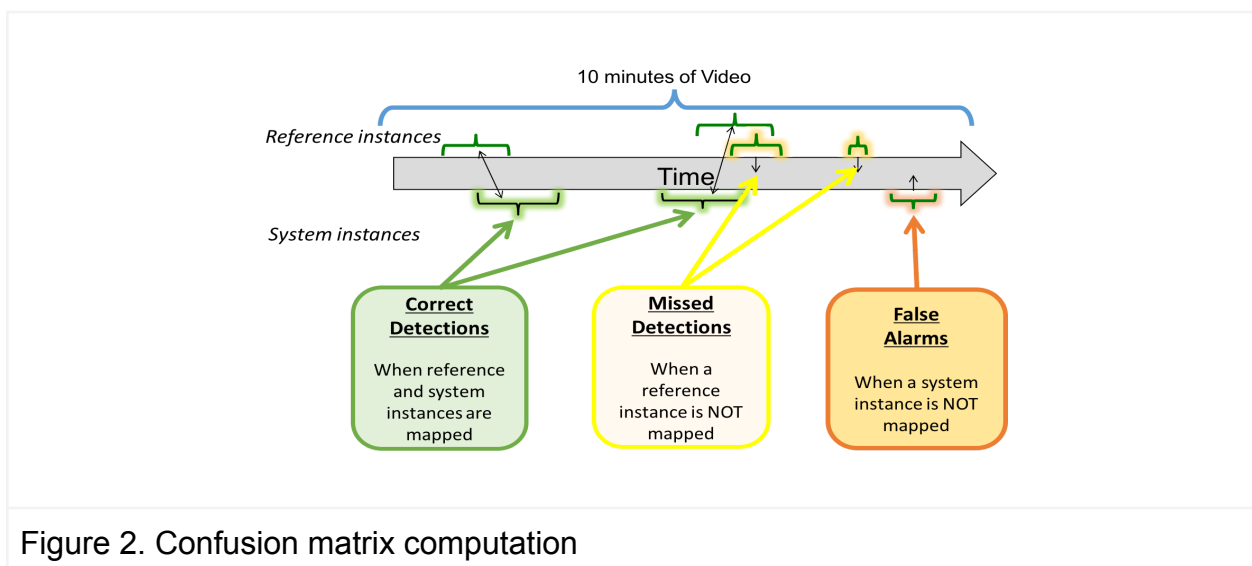 10 minutes of Video
Reference instances
Time
System instances
Correct
Detections
When reference
and system
instances are
mapped
Missed
Detections
When a
reference
instance is NOT
mapped
False
Alarms
When a system
instance is NOT
mapped
Figure 2. Confusion matrix computation